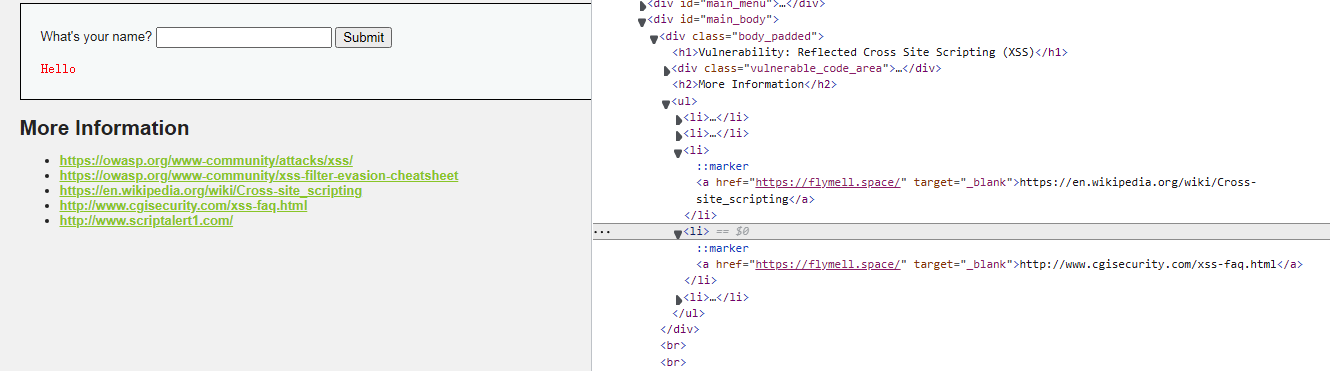 What's your name? Submit
Hello
More Information
https://owasp.org/www-community/attacks/xss/
https://owasp.org/www-community/xss-filter-evasion-cheatsheet
https://en.wikipedia.org/wiki/Cross-site_scripting
http://www.cgisecurity.com/xss-faq.html
http://www.scriptalert1.com/
<div id="main_menu">…</div>
<div id="main_body">
<div class="body_padded">
<h1>Vulnerability: Reflected Cross Site Scripting (XSS)</h1>
<div class="vulnerable_code_area">…</div>
<h2>More Information</h2>
<ul>
<li>…</li>
<li>…</li>
<li>
::marker
<a href="https://flymell.space/" target="_blank">https://en.wikipedia.org/wiki/Cross-
site_scripting</a>
</li>
… <li> == $0
::marker
<a href="https://flymell.space/" target="_blank">http://www.cgisecurity.com/xss-faq.html</a>
</li>
<li>…</li>
</ul>
</div>
<br>
<br>